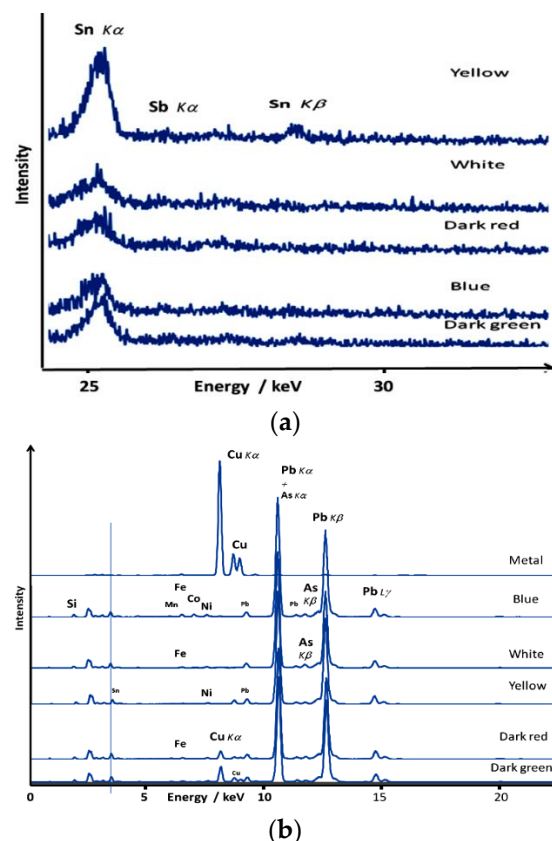 Sn Kα
Yellow
Sb Kα
Sn Kβ
White
Dark red
Blue
Dark green
Intensity
25
30
Energy / keV
(a)
Cu Kα
Pb Kα
+
As Kα
Pb Kβ
Cu
Metal
Fe
Si
Mn
Co
Ni
Pb
Pb
As
Kβ
Pb Lγ
Blue
As
Kβ
White
Sn
Ni
Pb
Yellow
Fe
Cu Kα
Dark red
Cu
Dark green
Intensity
0
5
10
15
20
Energy / keV
(b)